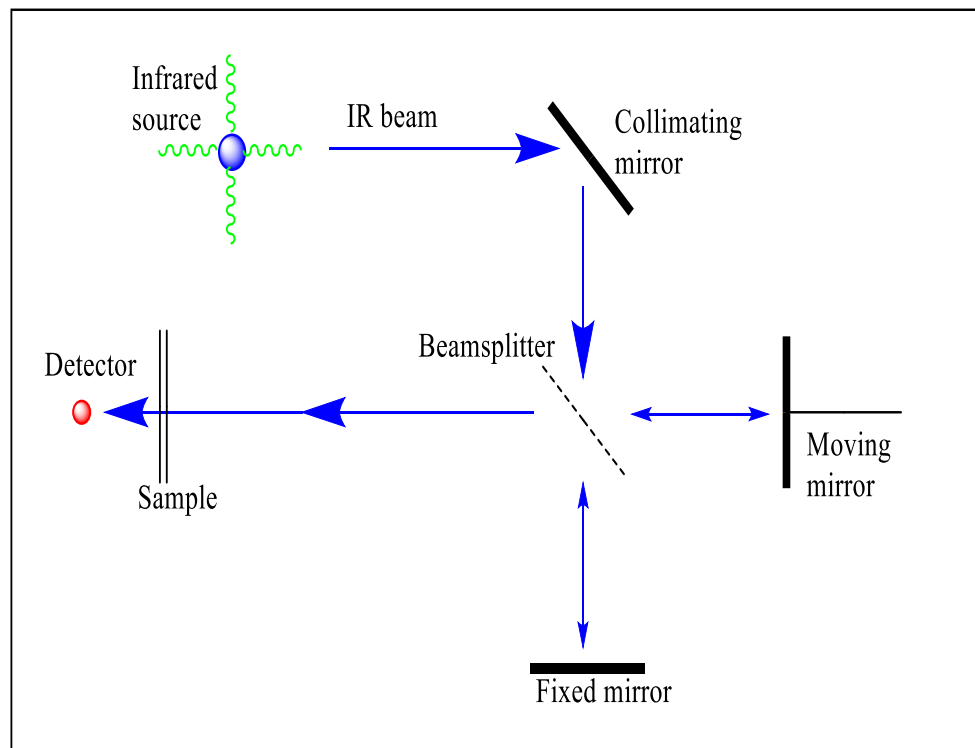 Infrared
source
IR beam
Collimating
mirror
Beamsplitter
Detector
Sample
Moving
mirror
Fixed mirror